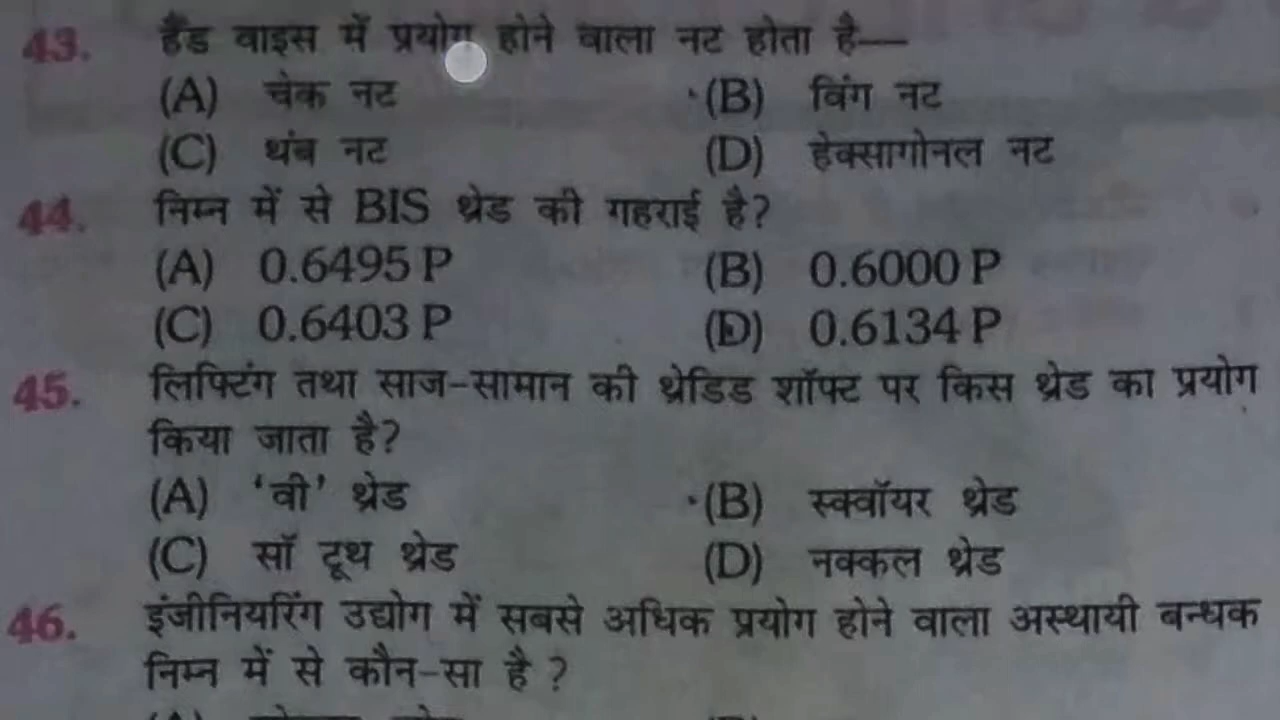 43. हैंड वाइस में प्रयोग होने वाला नट होता है—
(A) चेक नट (B) विंग नट
(C) थंब नट (D) हेक्सागोनल नट
44. निम्न में से BIS थ्रेड की गहराई है?
(A) 0.6495 P (B) 0.6000 P
(C) 0.6403 P (D) 0.6134 P
45. लिफ्टिंग तथा साज-सामान की थ्रेडिड शॉफ्ट पर किस थ्रेड का प्रयोग
किया जाता है?
(A) ‘वी’ थ्रेड (B) स्क्वॉयर थ्रेड
(C) सॉ टूथ थ्रेड (D) नक्कल थ्रेड
46. इंजीनियरिंग उद्योग में सबसे अधिक प्रयोग होने वाला अस्थायी बन्धक
निम्न में से कौन-सा है ?